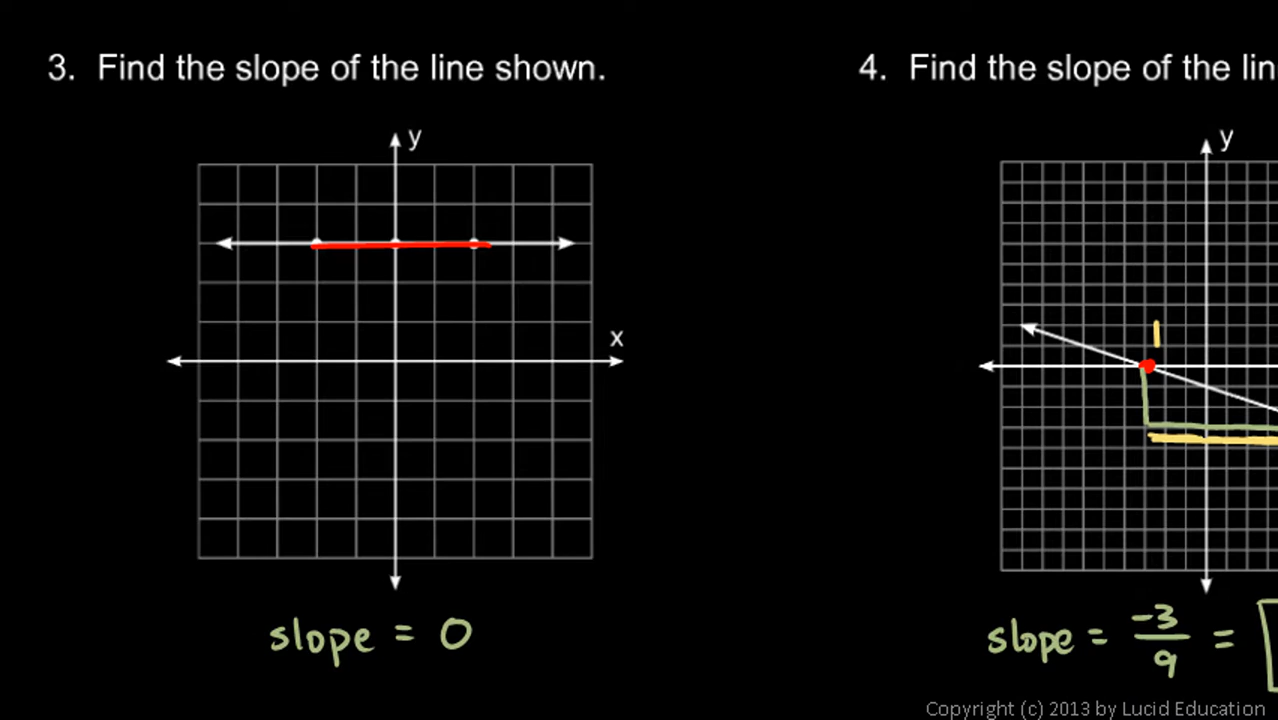 3. Find the slope of the line shown.
y
x
slope = 0
4. Find the slope of the lin
y
slope = -3/9 =
Copyright (c) 2013 by Lucid Education